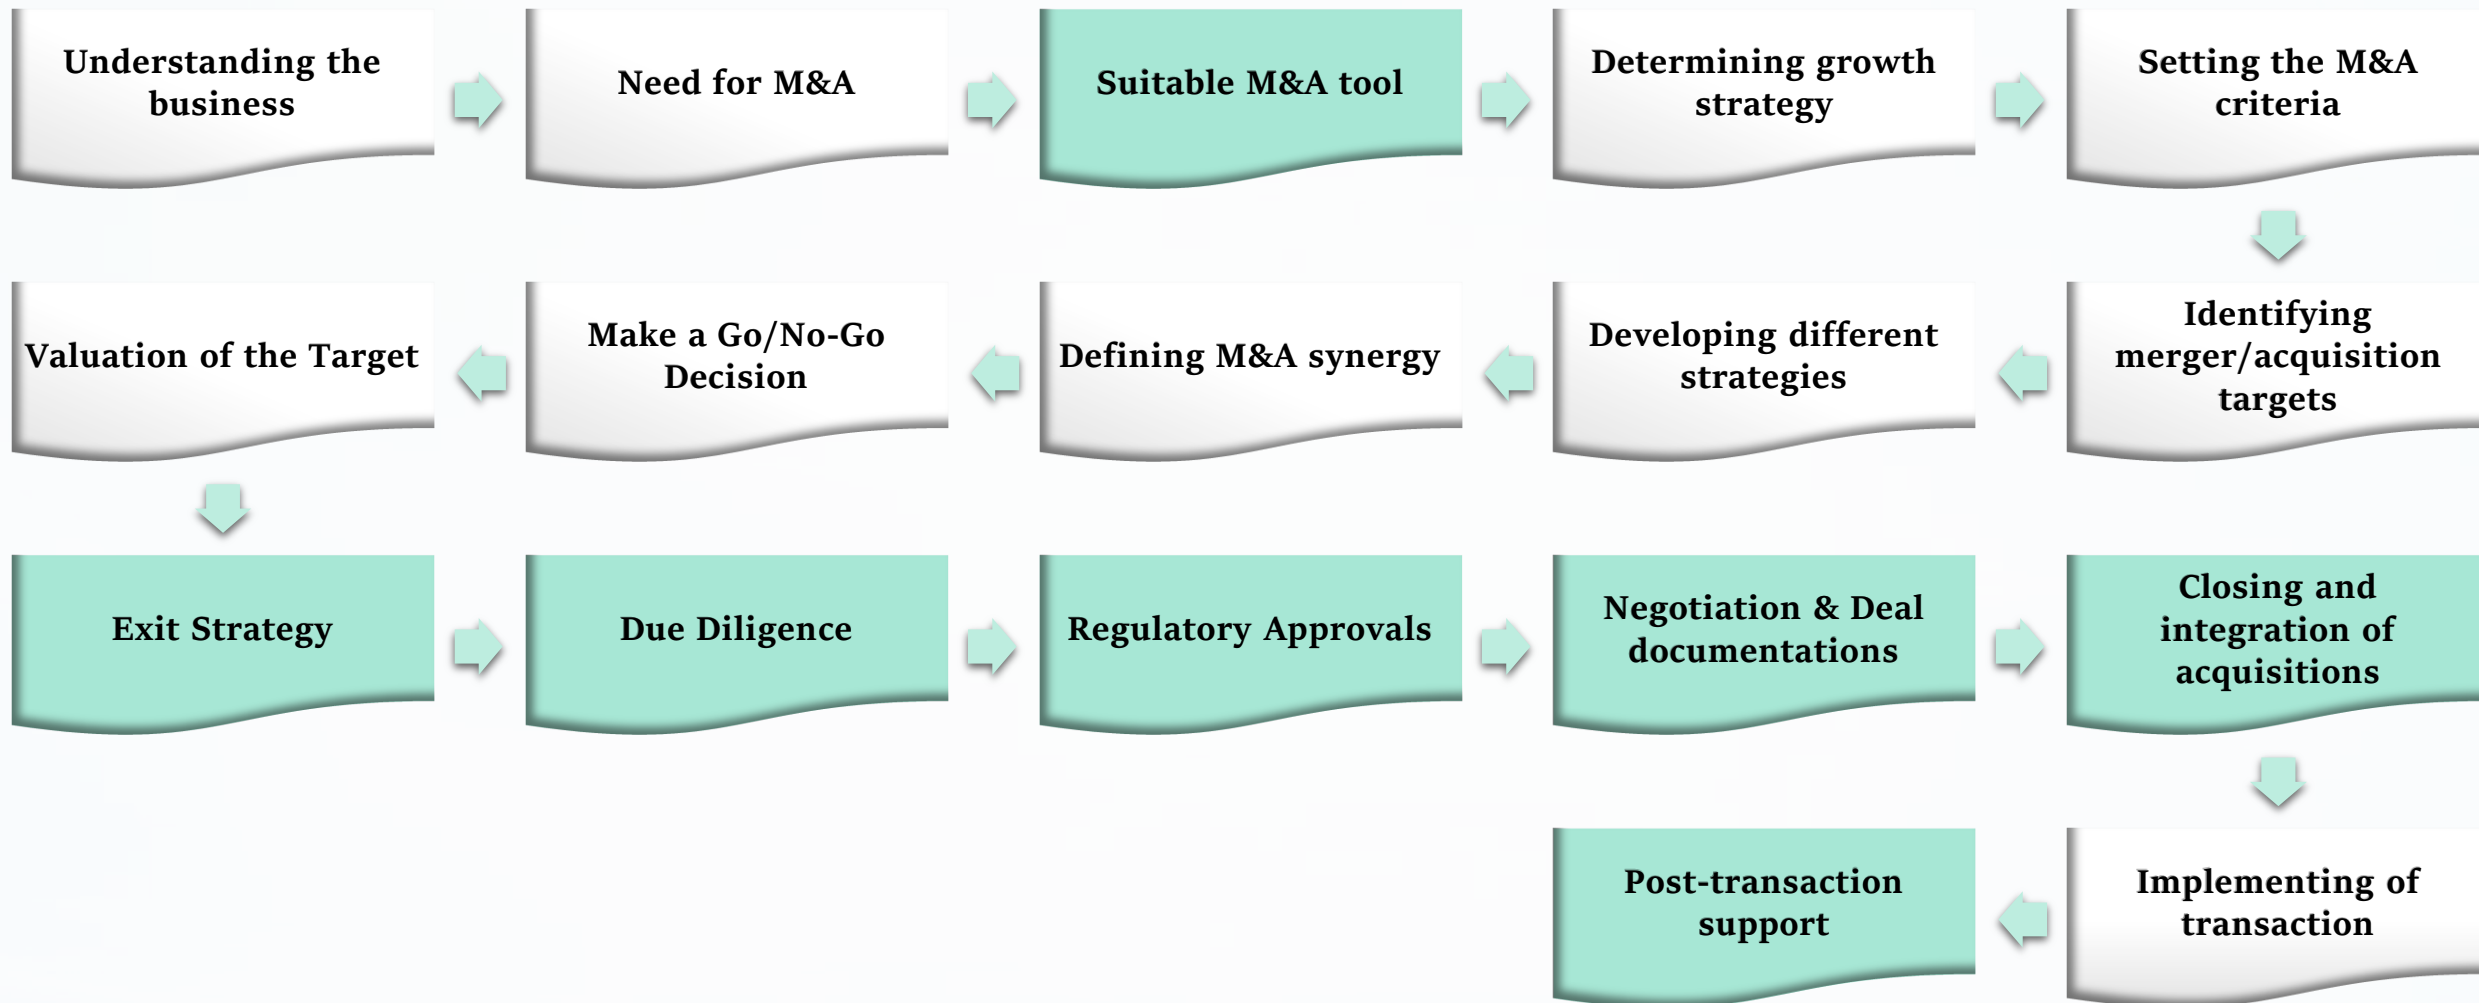 Understanding the
business
Need for M&A
Suitable M&A tool
Determining growth
strategy
Setting the M&A
criteria
Identifying
merger/acquisition
targets
Developing different
strategies
Defining M&A synergy
Make a Go/No-Go
Decision
Valuation of the Target
Exit Strategy
Due Diligence
Regulatory Approvals
Negotiation & Deal
documentations
Closing and
integration of
acquisitions
Implementing of
transaction
Post-transaction
support